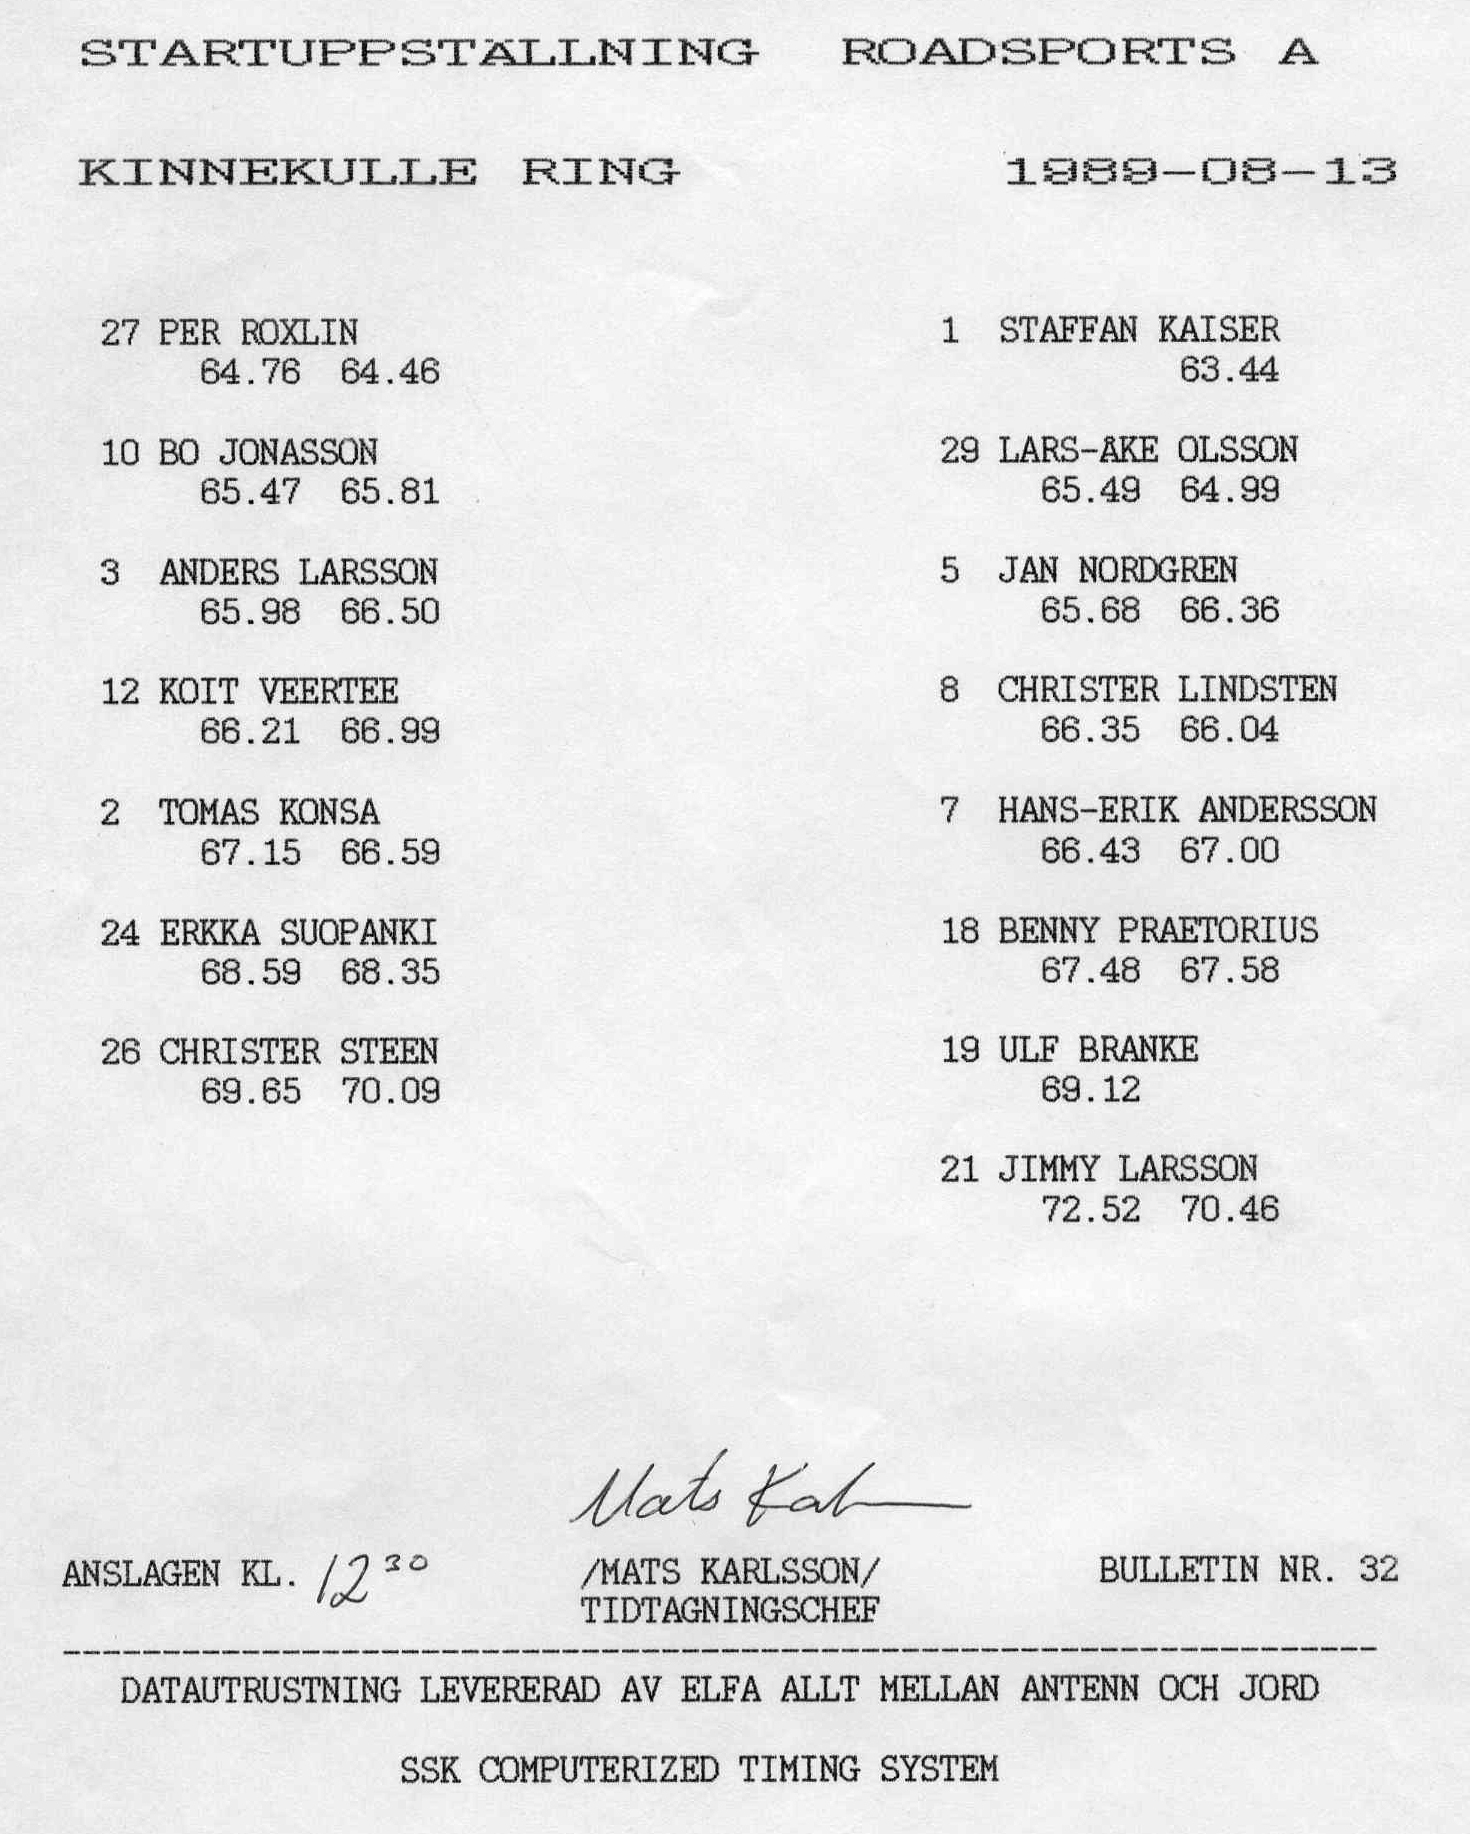 STARTUPPSTÄLLNING ROADSPORTS A
KINNEKULLE RING 1989-08-13
27 PER ROXLIN 1 STAFFAN KAISER
64.76 64.46 63.44
10 BO JONASSON 29 LARS-ÅKE OLSSON
65.47 65.81 65.49 64.99
3 ANDERS LARSSON 5 JAN NORDGREN
65.98 66.50 65.68 66.36
12 KOIT VEERTEE 8 CHRISTER LINDSTEN
66.21 66.99 66.35 66.04
2 TOMAS KONSA 7 HANS-ERIK ANDERSSON
67.15 66.59 66.43 67.00
24 ERKKA SUOPANKI 18 BENNY PRAETORIUS
68.59 68.35 67.48 67.58
26 CHRISTER STEEN 19 ULF BRANKE
69.65 70.09 69.12
21 JIMMY LARSSON
72.52 70.46
Mats
ANSLAGEN KL. 12 30 /MATS KARLSSON/ BULLETIN NR. 32
TIDTAGNINGSCHEF
DATAUTRUSTNING LEVERERAD AV ELFA ALLT MELLAN ANTENN OCH JORD
SSK COMPUTERIZED TIMING SYSTEM